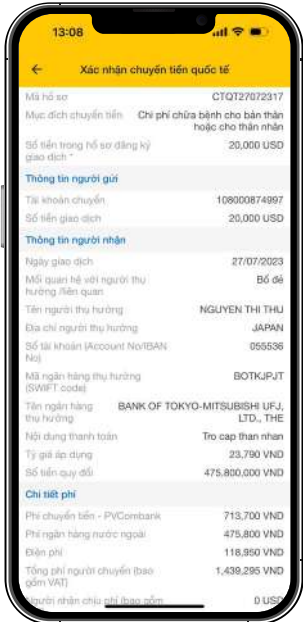 13:08
Xác nhận chuyển tiền quốc tế
Mã hồ sơ CTQT27072317
Mục đích chuyển tiền Chi phí chữa bệnh cho bản thân
hoặc cho thân nhân
Số tiền trong hồ sơ đăng ký 20,000 USD
giao dịch *
Thông tin người gửi
Tài khoản chuyển 108000874997
Số tiền giao dịch 20,000 USD
Thông tin người nhận
Ngày giao dịch 27/07/2023
Mối quan hệ với người thụ Bố đẻ
hưởng /liên quan
Tên người thụ hưởng NGUYEN THI THU
Địa chỉ người thụ hưởng JAPAN
Số tài khoản (Account No/IBAN 055536
No)
Mã ngân hàng thụ hưởng BOTKJPJT
(SWIFT code)
Tên ngân hàng BANK OF TOKYO-MITSUBISHI UFJ,
thụ hưởng LTD., THE
Nội dung thanh toán Tro cap than nhan
Tỷ giá áp dụng 23,790 VND
Số tiền quy đổi 475,800,000 VND
Chi tiết phí
Phí chuyển tiền - PVCombank 713,700 VND
Phí ngân hàng nước ngoài 475,800 VND
Điện phí 118,950 VND
Tổng phí người chuyển (bao 1,439,295 VND
gồm VAT)
Người nhận chịu phí (bao gồm 0 USD